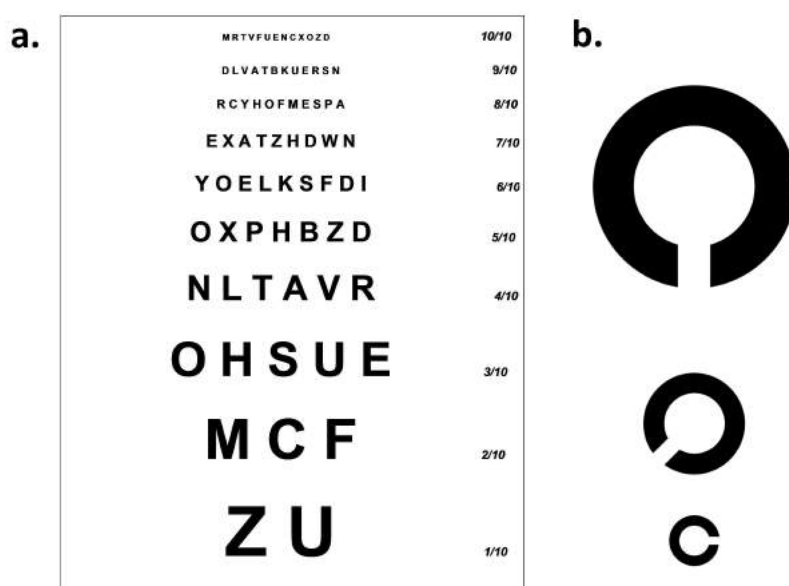 a.
MRTVFUENCXOZD 10/10
DLVATBKUERSN 9/10
RCYHOFMESPA 8/10
EXATZHDWN 7/10
YOELKSFDI 6/10
OXPHBZD 5/10
NLTAVR 4/10
OHSUE 3/10
MCF 2/10
ZU 1/10
b.